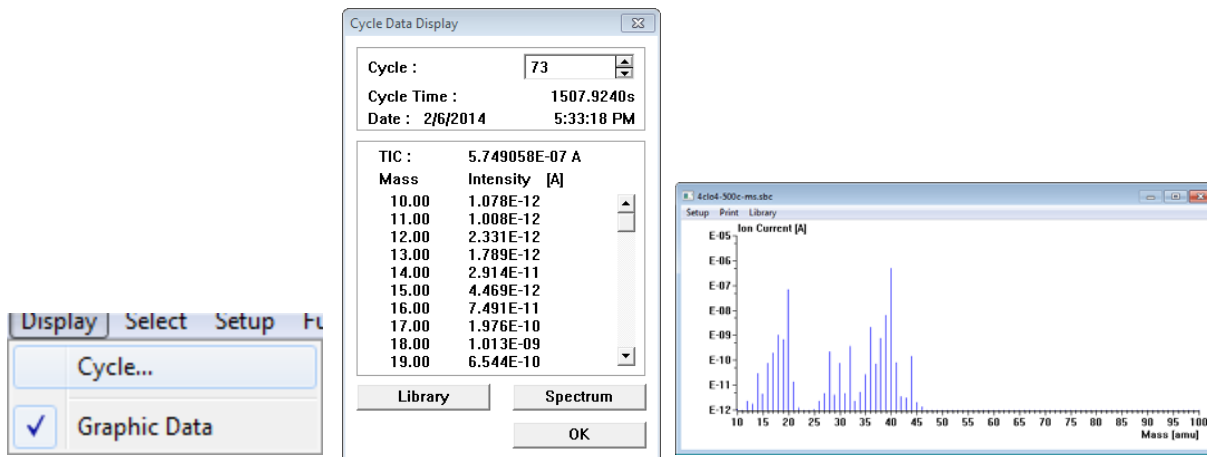 Display Select Setup Fu
Cycle...
Graphic Data
Cycle Data Display
Cycle : 73
Cycle Time : 1507.9240s
Date : 2/6/2014 5:33:18 PM
TIC : 5.749058E-07 A
Mass Intensity [A]
10.00 1.078E-12
11.00 1.008E-12
12.00 2.331E-12
13.00 1.789E-12
14.00 2.914E-11
15.00 4.469E-12
16.00 7.491E-11
17.00 1.976E-10
18.00 1.013E-09
19.00 6.544E-10
Library Spectrum
OK
4clo4-500c-ms.sbc
Setup Print Library
Ion Current [A]
E-05
E-06
E-07
E-08
E-09
E-10
E-11
E-12
10 15 20 25 30 35 40 45 50 55 60 65 70 75 80 85 90 95 100
Mass [amu]